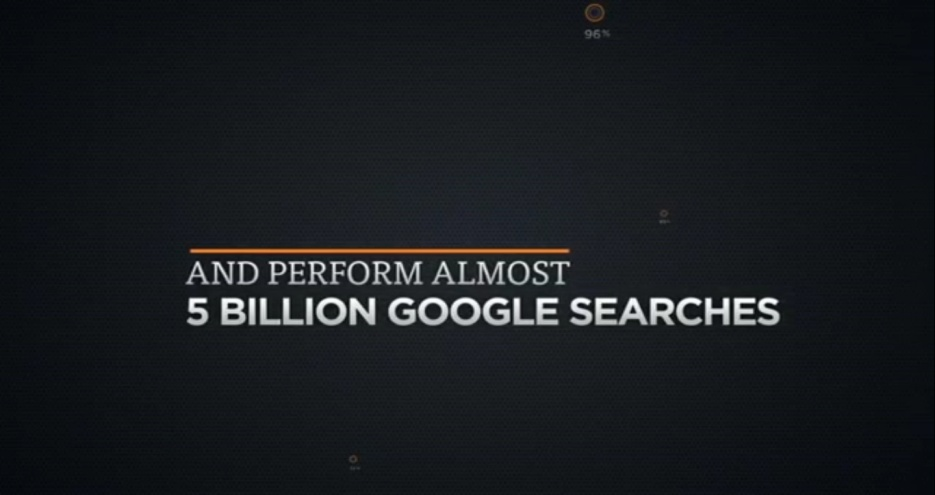 96%
AND PERFORM ALMOST
5 BILLION GOOGLE SEARCHES